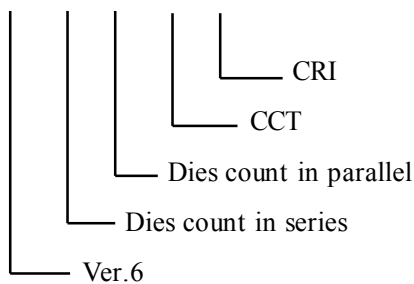 CRI
CCT
Dies count in parallel
Dies count in series
Ver.6